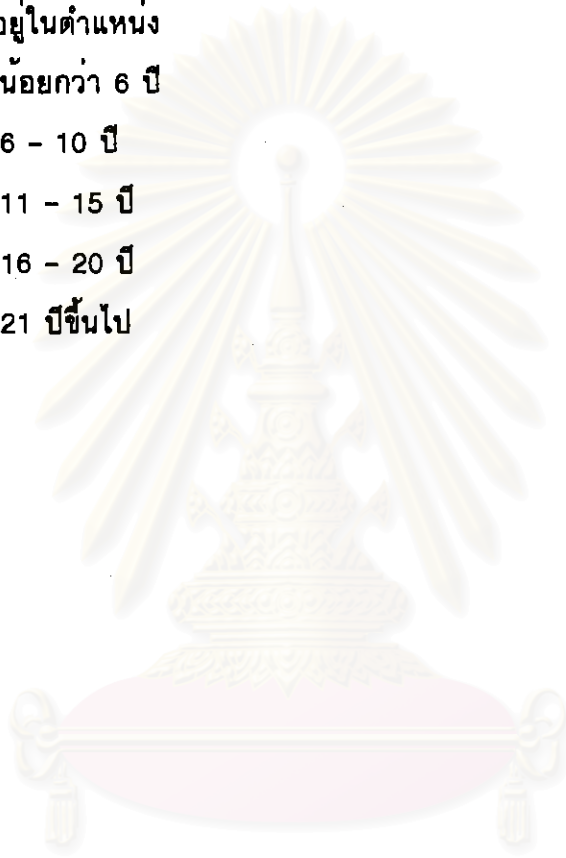 อยู่ในตำแหน่ง
น้อยกว่า 6 ปี
6 - 10 ปี
11 - 15 ปี
16 - 20 ปี
21 ปีขึ้นไป